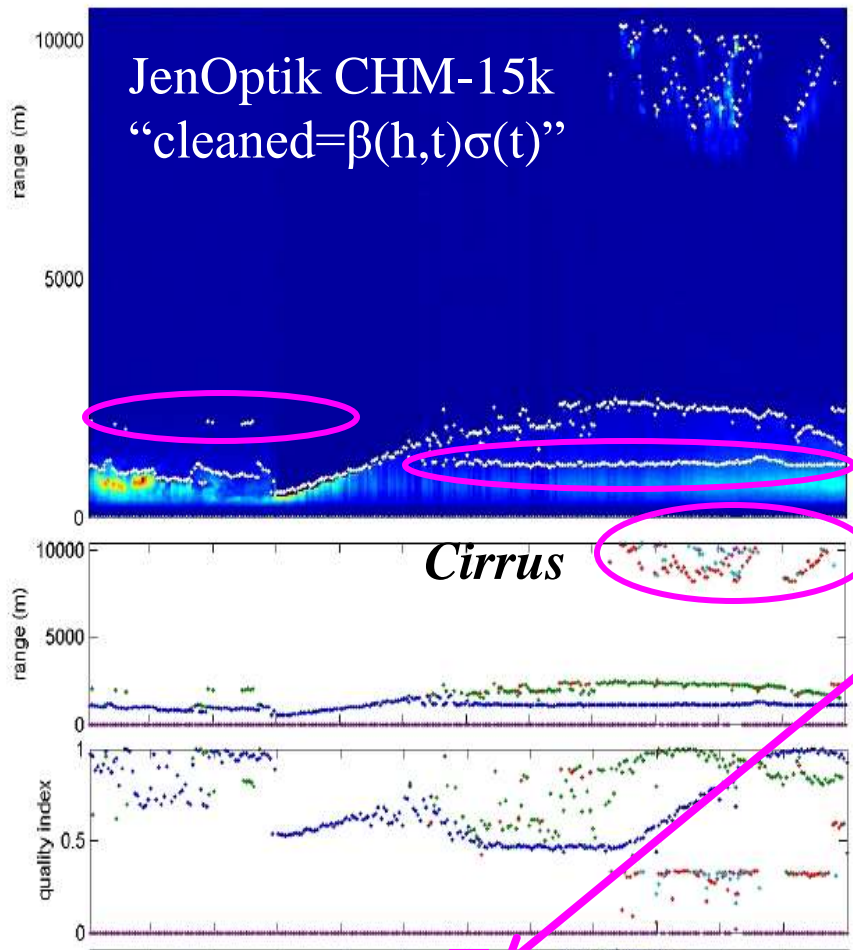 10000
JenOptik CHM-15k
“cleaned=β(h,t)σ(t)”
range (m)
5000
0
10000
Cirrus
range (m)
5000
0
1
quality index
0.5
0